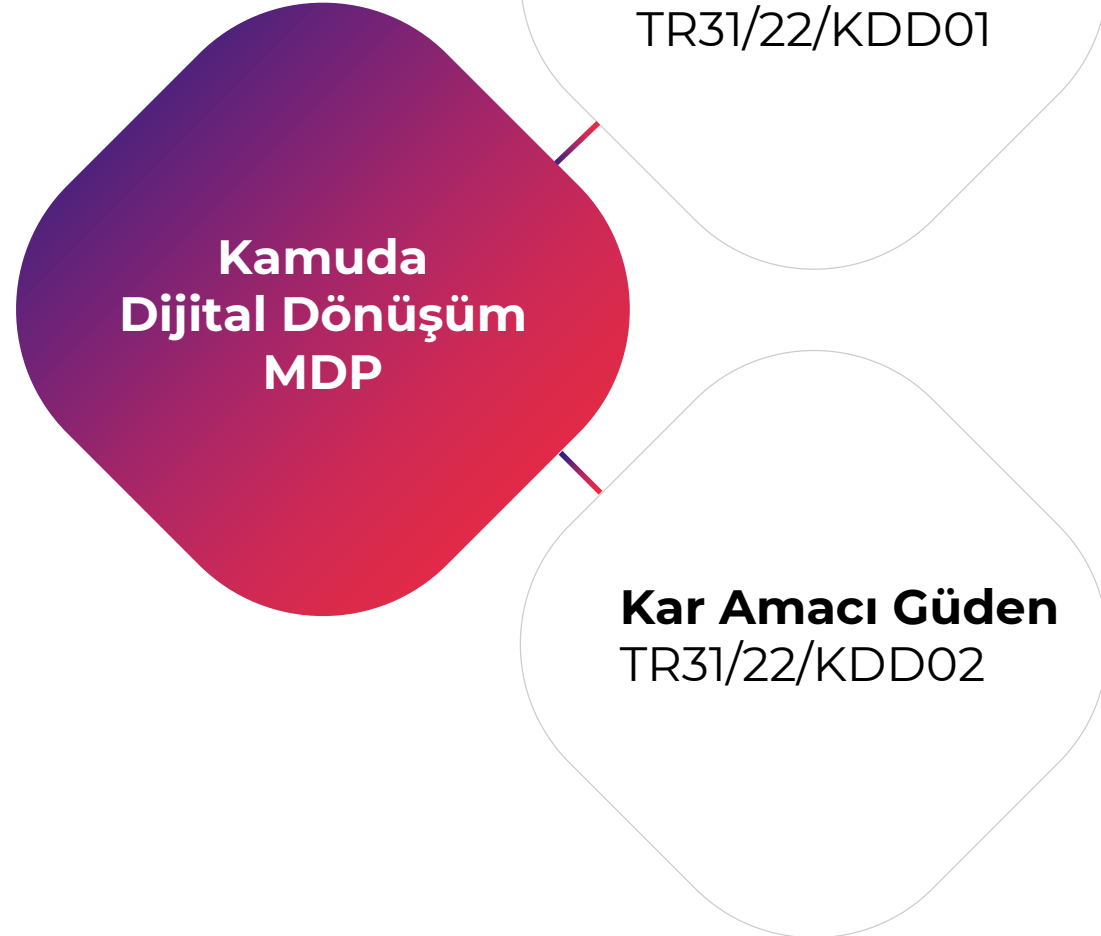 TR31/22/KDD01
Kamuda
Dijital Dönüşüm
MDP
Kar Amacı Güden
TR31/22/KDD02